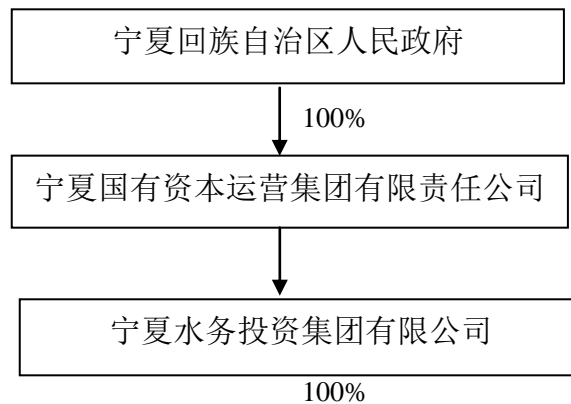 宁夏回族自治区人民政府
100%
宁夏国有资本运营集团有限责任公司
宁夏水务投资集团有限公司
100%